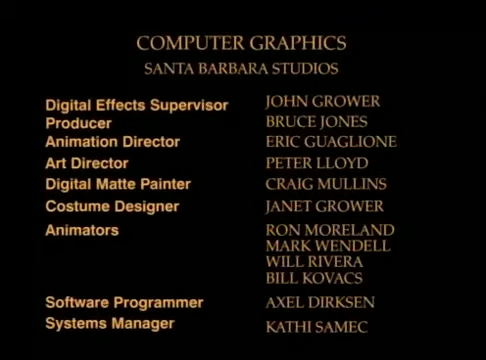 COMPUTER GRAPHICS
SANTA BARBARA STUDIOS
Digital Effects Supervisor JOHN GROWER
Producer BRUCE JONES
Animation Director ERIC GUAGLIONE
Art Director PETER LLOYD
Digital Matte Painter CRAIG MULLINS
Costume Designer JANET GROWER
Animators RON MORELAND
MARK WENDELL
WILL RIVERA
BILL KOVACS
Software Programmer AXEL DIRKSEN
Systems Manager KATHI SAMEC